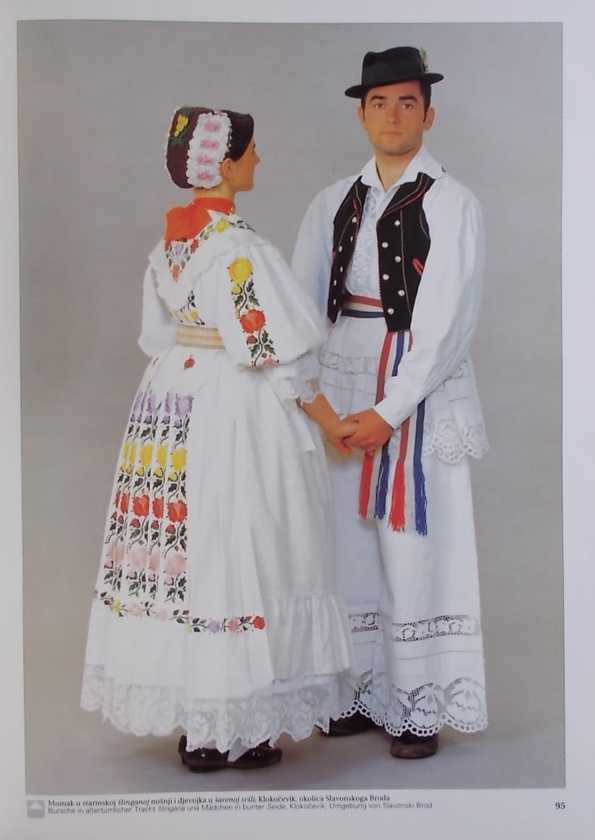 Momak u starinskoj šlinganoj nošnji i djevojka u šarenoj svili, Klokočevik, okolica Slavonskoga Broda
Bursche in altertümlicher Tracht šlingana und Mädchen in bunter Seide, Klokočevik, Umgebung von Slavonski Brod
95